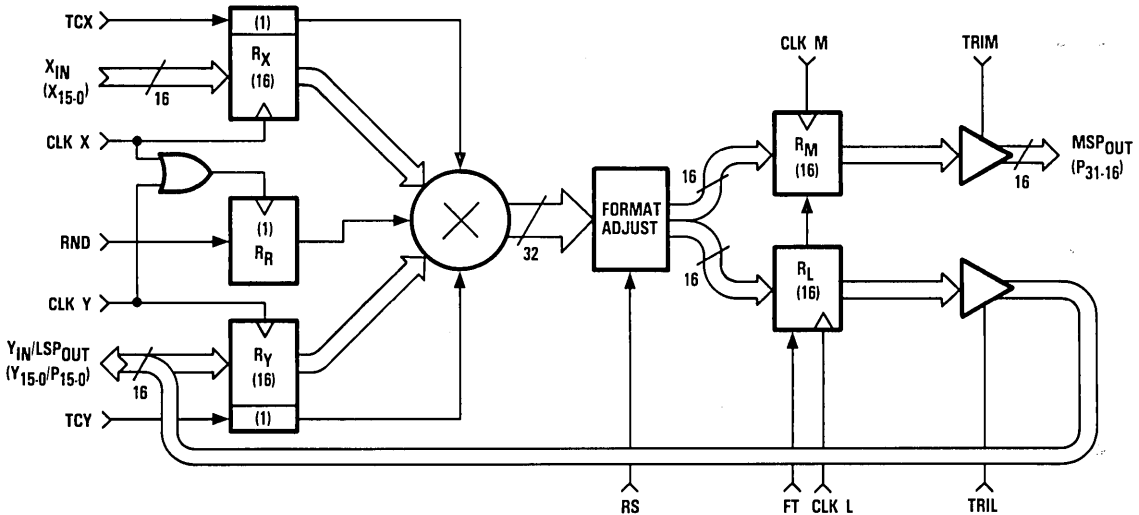 TCX
(1)
R_X
(16)
X_IN
(X_15-0)
16
CLK X
RND
(1)
R_R
CLK Y
Y_IN/LSP_OUT
(Y_15-0/P_15-0)
16
R_Y
(16)
(1)
TCY
32
FORMAT
ADJUST
16
16
CLK M
R_M
(16)
R_L
(16)
TRIM
16
MSP_OUT
(P_31-16)
RS
FT
CLK L
TRIL